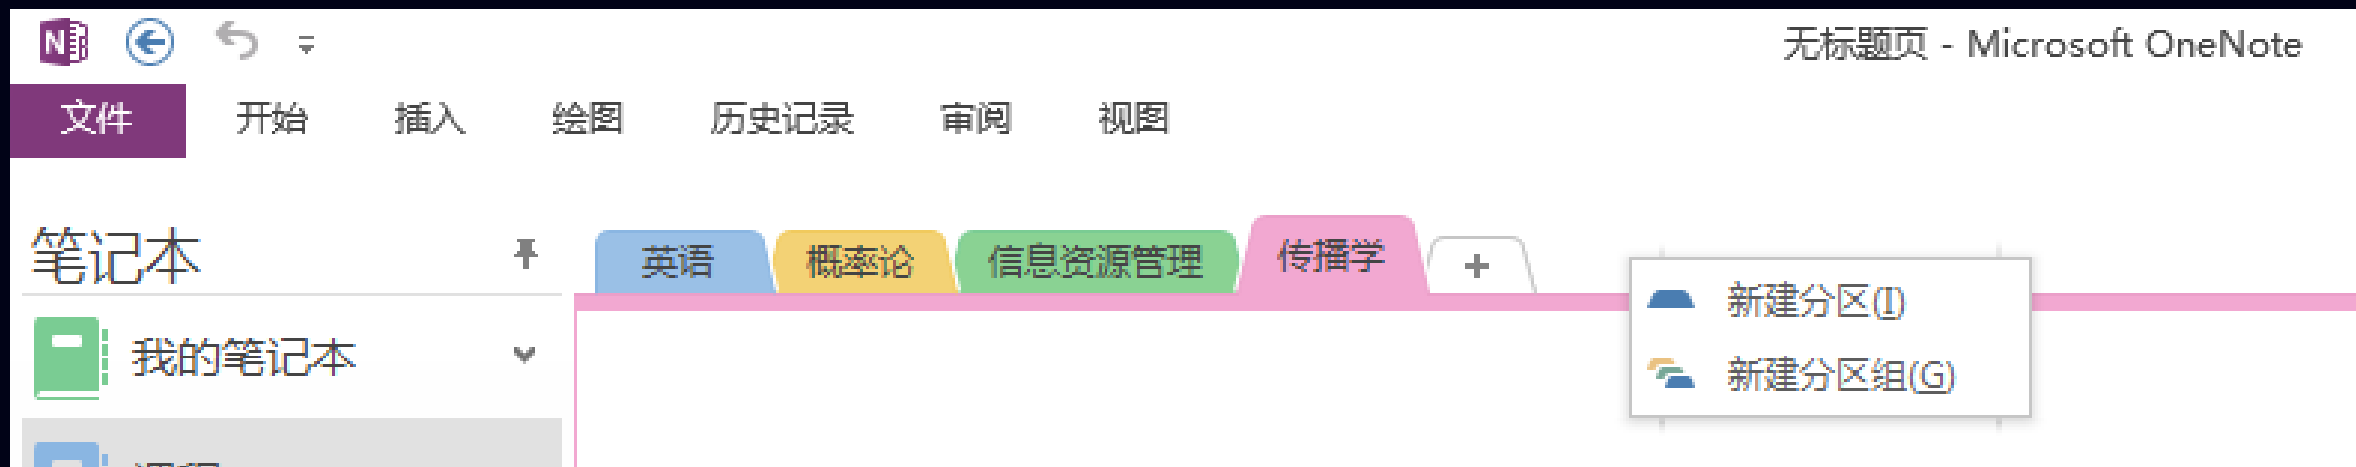 无标题页 - Microsoft OneNote
文件 开始 插入 绘图 历史记录 审阅 视图
笔记本
英语 概率论 信息资源管理 传播学 +
新建分区(I)
我的笔记本
新建分区组(G)